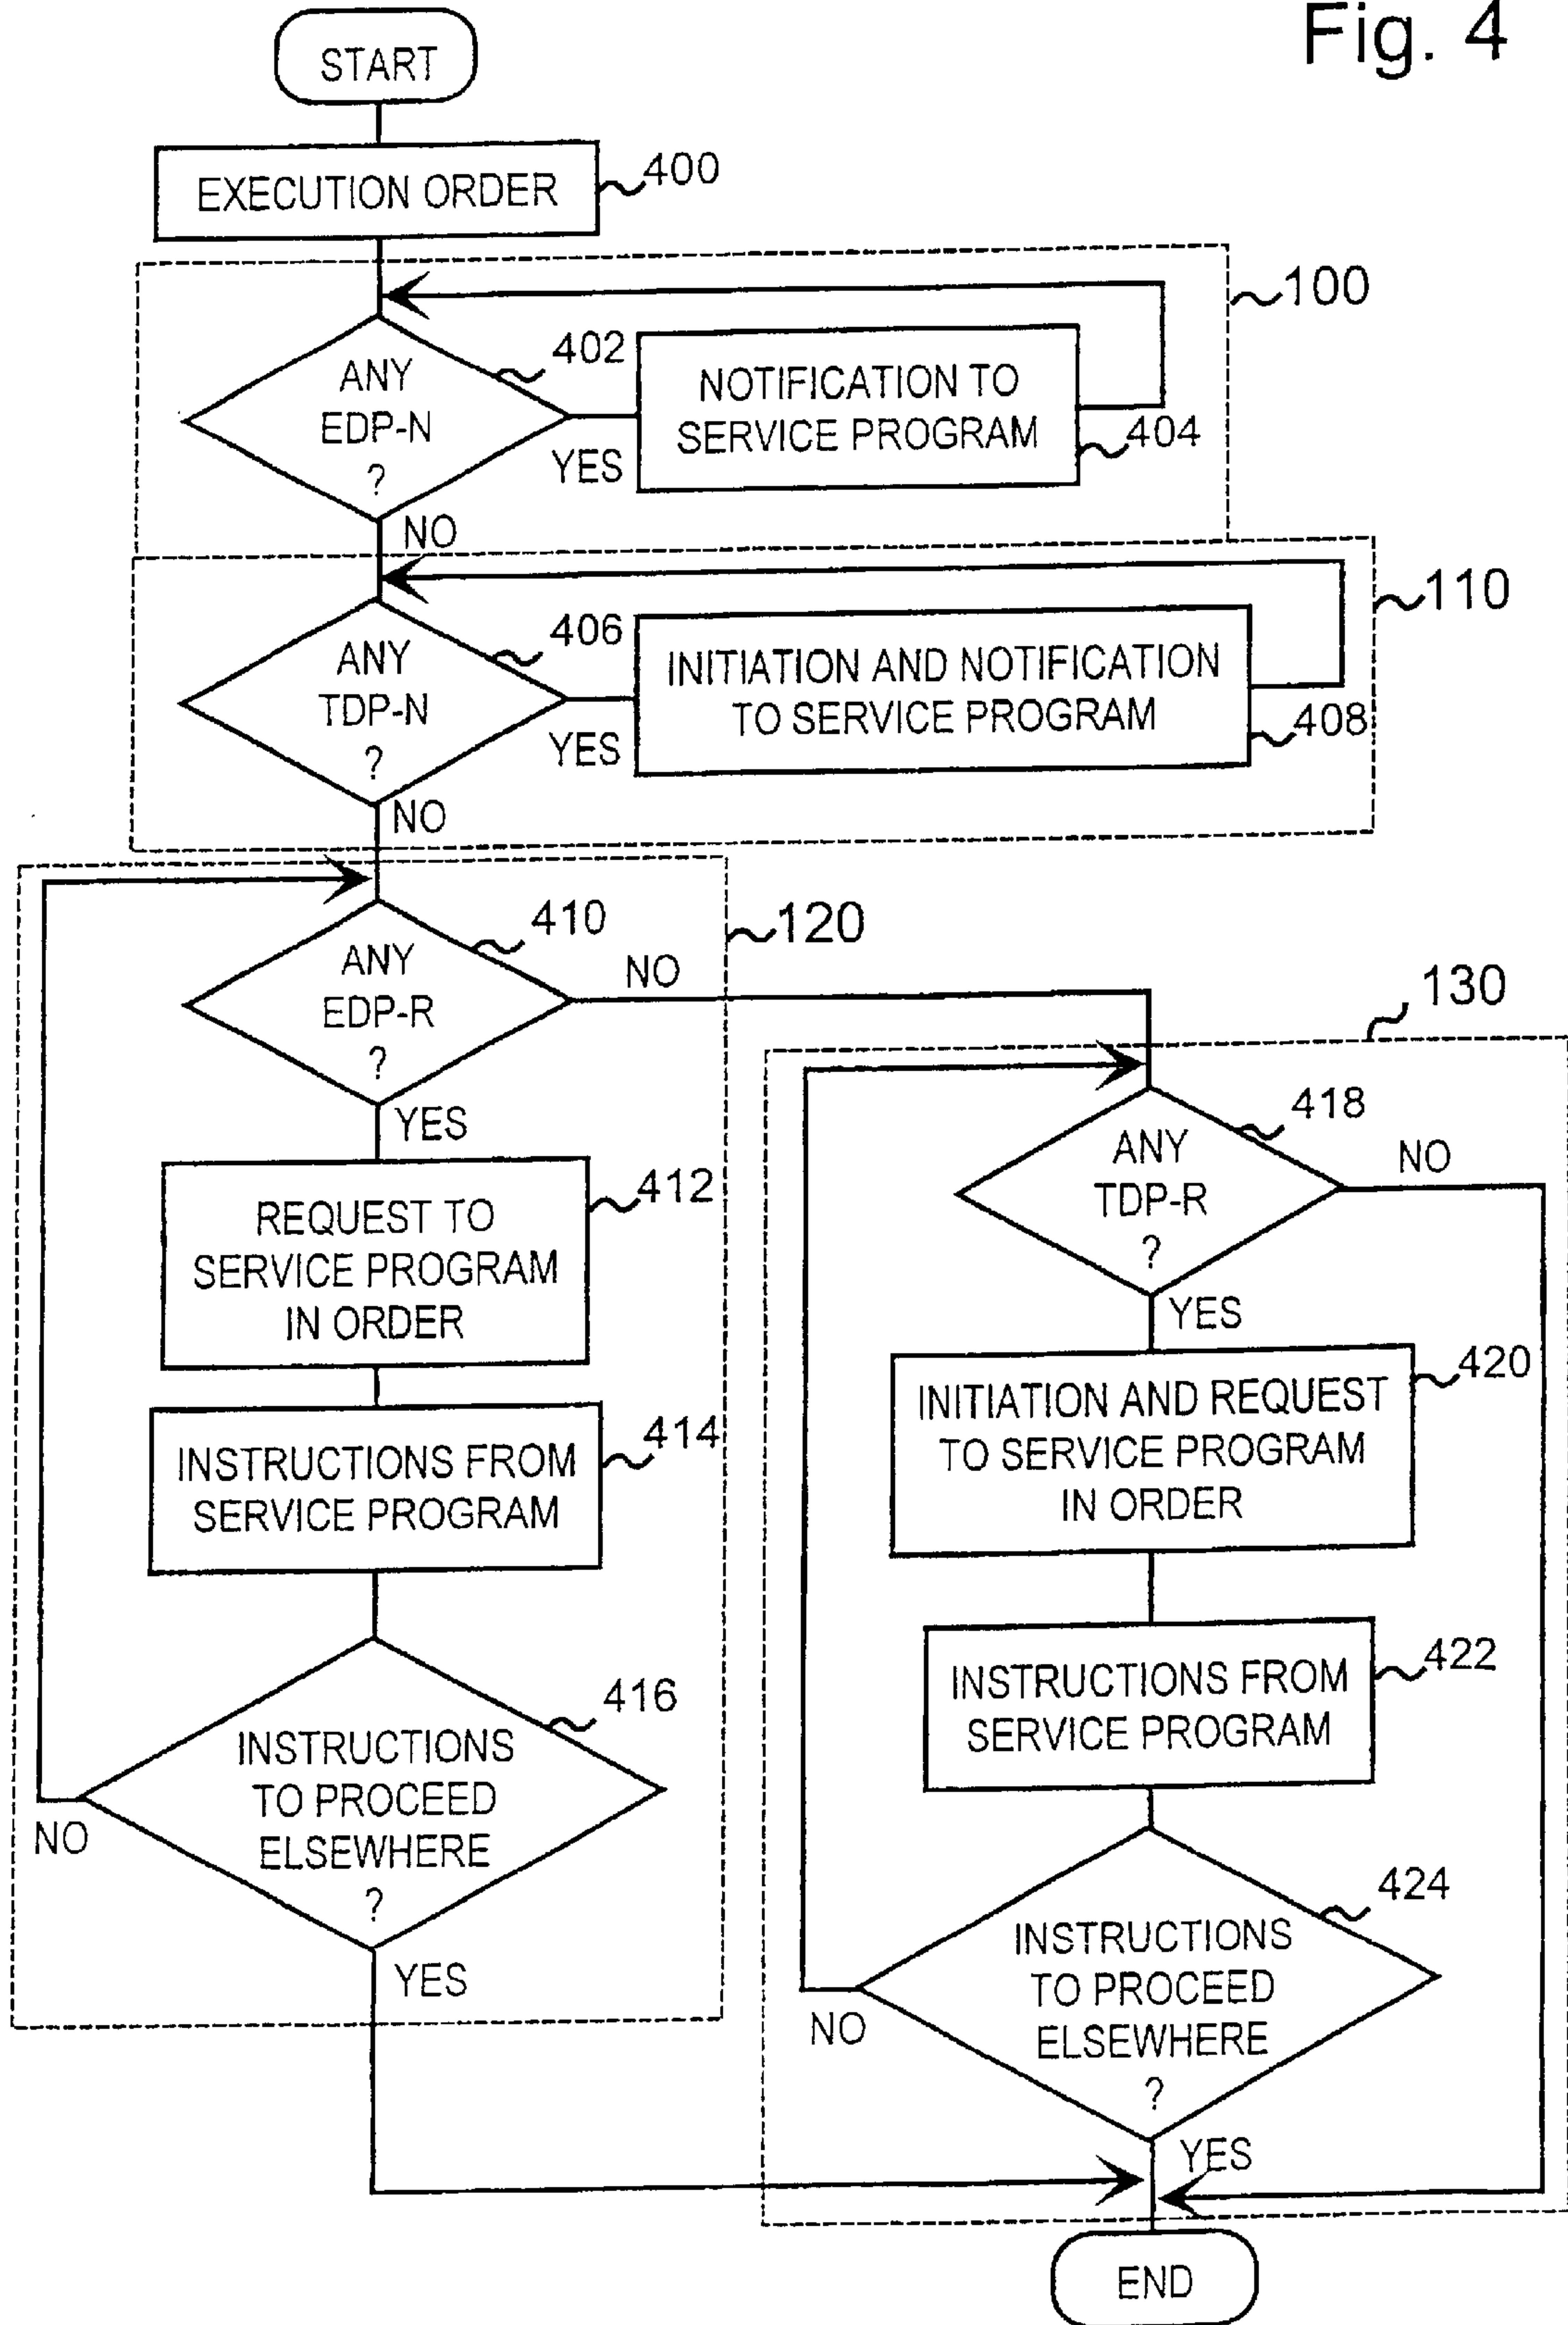 Fig. 4
START
EXECUTION ORDER
400
100
ANY
EDP-N
?
402
YES
NOTIFICATION TO
SERVICE PROGRAM
404
NO
110
ANY
TDP-N
?
406
YES
INITIATION AND NOTIFICATION
TO SERVICE PROGRAM
408
NO
120
ANY
EDP-R
?
410
NO
YES
REQUEST TO
SERVICE PROGRAM
IN ORDER
412
INSTRUCTIONS FROM
SERVICE PROGRAM
414
INSTRUCTIONS
TO PROCEED
ELSEWHERE
?
416
NO
YES
130
ANY
TDP-R
?
418
NO
YES
INITIATION AND REQUEST
TO SERVICE PROGRAM
IN ORDER
420
INSTRUCTIONS FROM
SERVICE PROGRAM
422
INSTRUCTIONS
TO PROCEED
ELSEWHERE
?
424
NO
YES
END